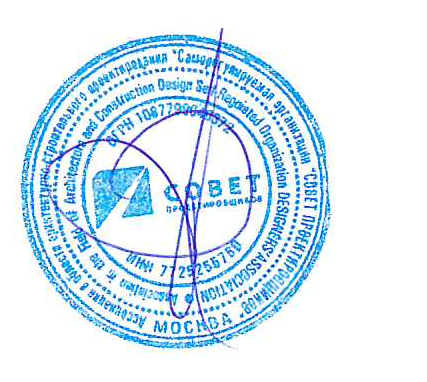 Ассоциация в области архитектурно-строительного проектирования "Саморегулируемая организация "СОВЕТ ПРОЕКТИРОВЩИКОВ"
МОСКВА
Association in the Field of Architecture and Construction Design Self-Regulated Organization DESIGNERS ASSOCIATION
ОГРН
ИНН 7725256760
СОВЕТ
ПРОЕКТИРОВЩИКОВ